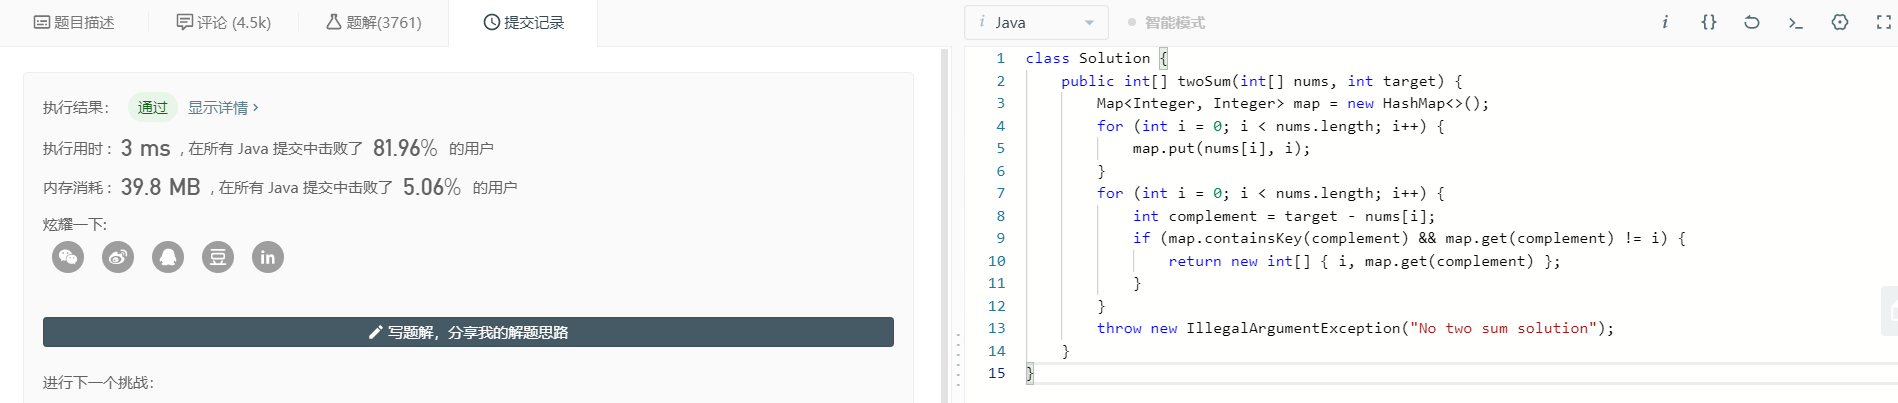 题目描述
评论 (4.5k)
题解(3761)
提交记录
执行结果：
通过
显示详情 ›
执行用时 : 3 ms , 在所有 Java 提交中击败了 81.96% 的用户
内存消耗 : 39.8 MB , 在所有 Java 提交中击败了 5.06% 的用户
炫耀一下:
豆
in
写题解，分享我的解题思路
进行下一个挑战：
i Java
智能模式
i {}
1 class Solution {
2 public int[] twoSum(int[] nums, int target) {
3 Map<Integer, Integer> map = new HashMap<>();
4 for (int i = 0; i < nums.length; i++) {
5 map.put(nums[i], i);
6 }
7 for (int i = 0; i < nums.length; i++) {
8 int complement = target - nums[i];
9 if (map.containsKey(complement) && map.get(complement) != i) {
10 return new int[] { i, map.get(complement) };
11 }
12 }
13 throw new IllegalArgumentException("No two sum solution");
14 }
15 }